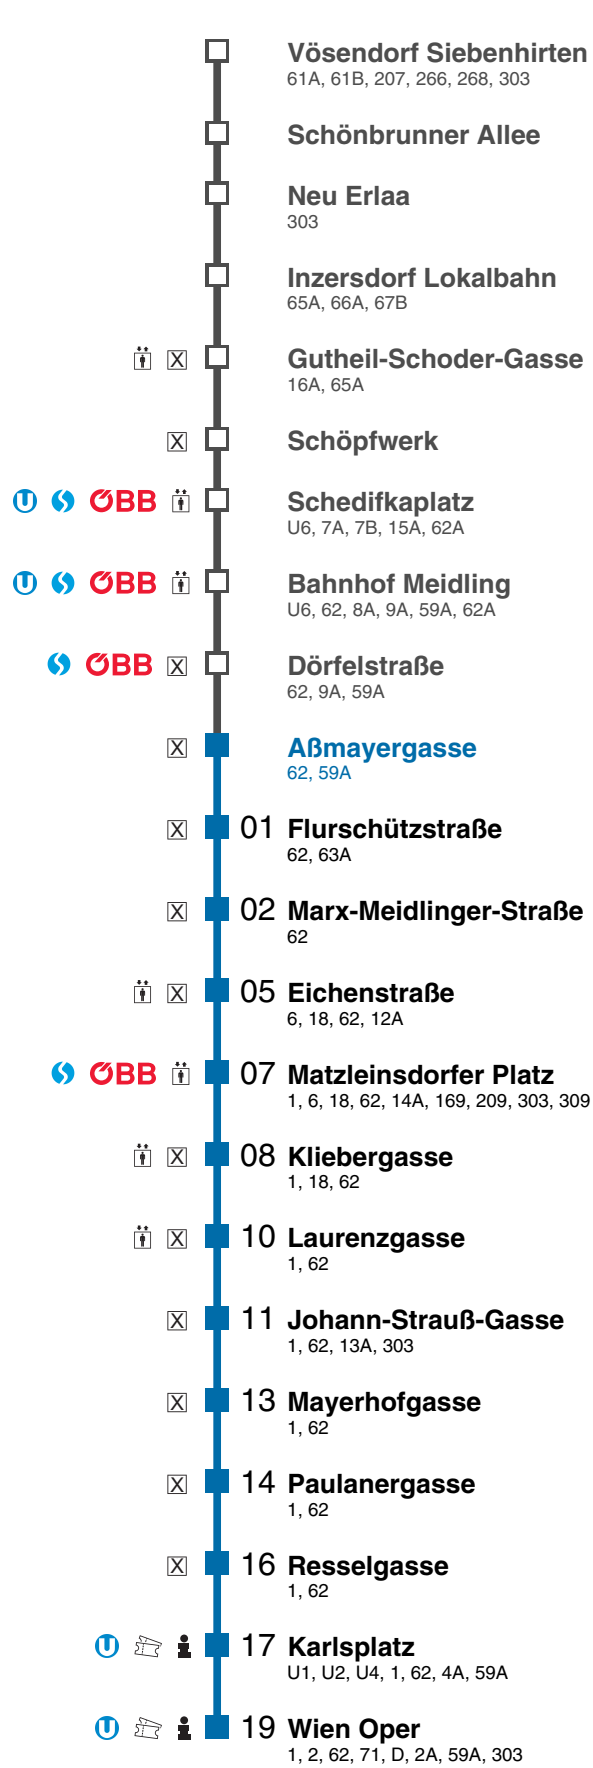 Vösendorf Siebenhirten
61A, 61B, 207, 266, 268, 303
Schönbrunner Allee
Neu Erlaa
303
Inzersdorf Lokalbahn
65A, 66A, 67B
X Gutheil-Schoder-Gasse
16A, 65A
X Schöpfwerk
U ÖBB Schedifkaplatz
U6, 7A, 7B, 15A, 62A
U ÖBB Bahnhof Meidling
U6, 62, 8A, 9A, 59A, 62A
ÖBB X Dörfelstraße
62, 9A, 59A
X Aßmayergasse
62, 59A
X 01 Flurschützstraße
62, 63A
X 02 Marx-Meidlinger-Straße
62
X 05 Eichenstraße
6, 18, 62, 12A
ÖBB 07 Matzleinsdorfer Platz
1, 6, 18, 62, 14A, 169, 209, 303, 309
X 08 Kliebergasse
1, 18, 62
X 10 Laurenzgasse
1, 62
X 11 Johann-Strauß-Gasse
1, 62, 13A, 303
X 13 Mayerhofgasse
1, 62
X 14 Paulanergasse
1, 62
X 16 Resselgasse
1, 62
U i 17 Karlsplatz
U1, U2, U4, 1, 62, 4A, 59A
U i 19 Wien Oper
1, 2, 62, 71, D, 2A, 59A, 303